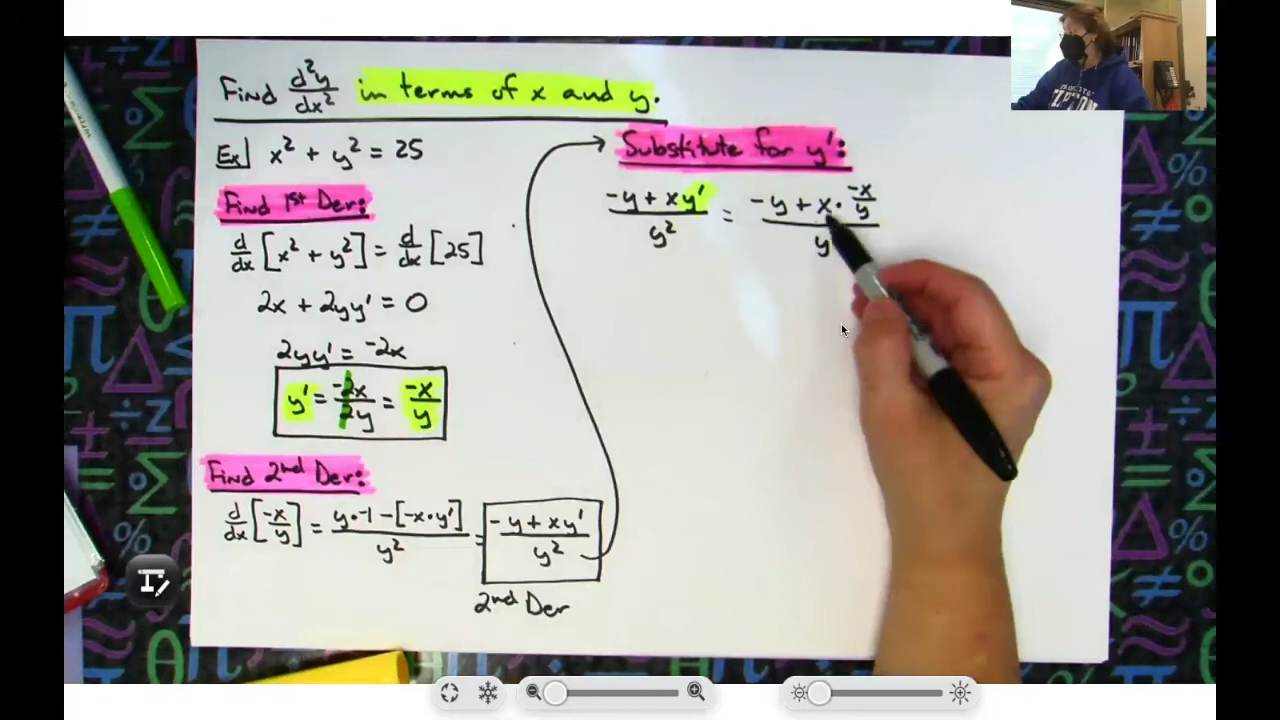 Find d²y/dx² in terms of x and y.
Ex] x² + y² = 25
Find 1st Der:
d/dx [x² + y²] = d/dx [25]
2x + 2yy' = 0
2yy' = -2x
y' = -2x/2y = -x/y
Find 2nd Der:
d/dx [-x/y] = y•-1 - [-x•y']/y² = -y + xy'/y²
2nd Der
Substitute for y':
-y + xy'/y² = -y + x•-x/y/y